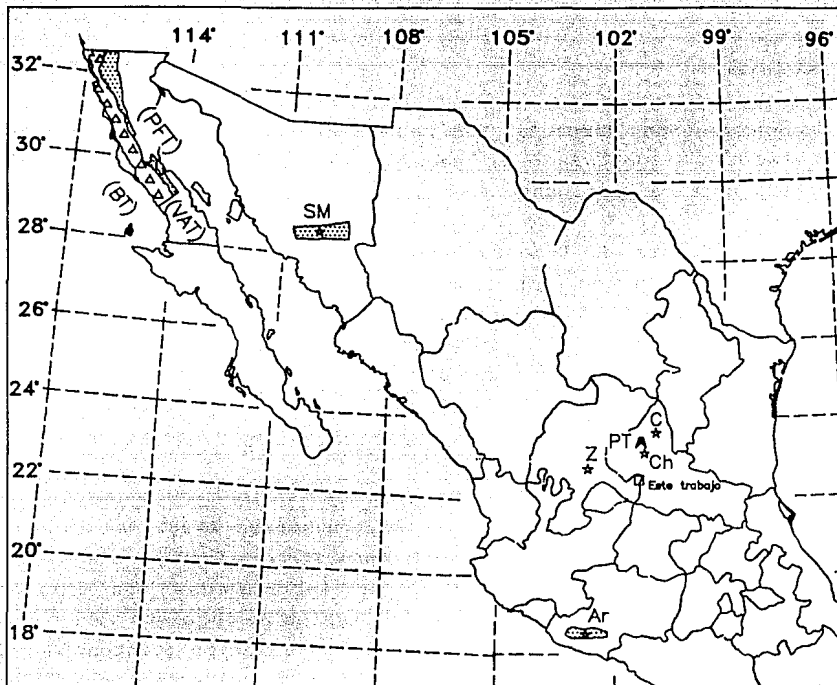 114° 111° 108 105° 102° 99° 96°
32°
30°
28°
26°
24°
22°
20°
18°
(PFT)
(BT)
(VAT)
SM
C
PT
Ch
Z
Este trabajo
Ar